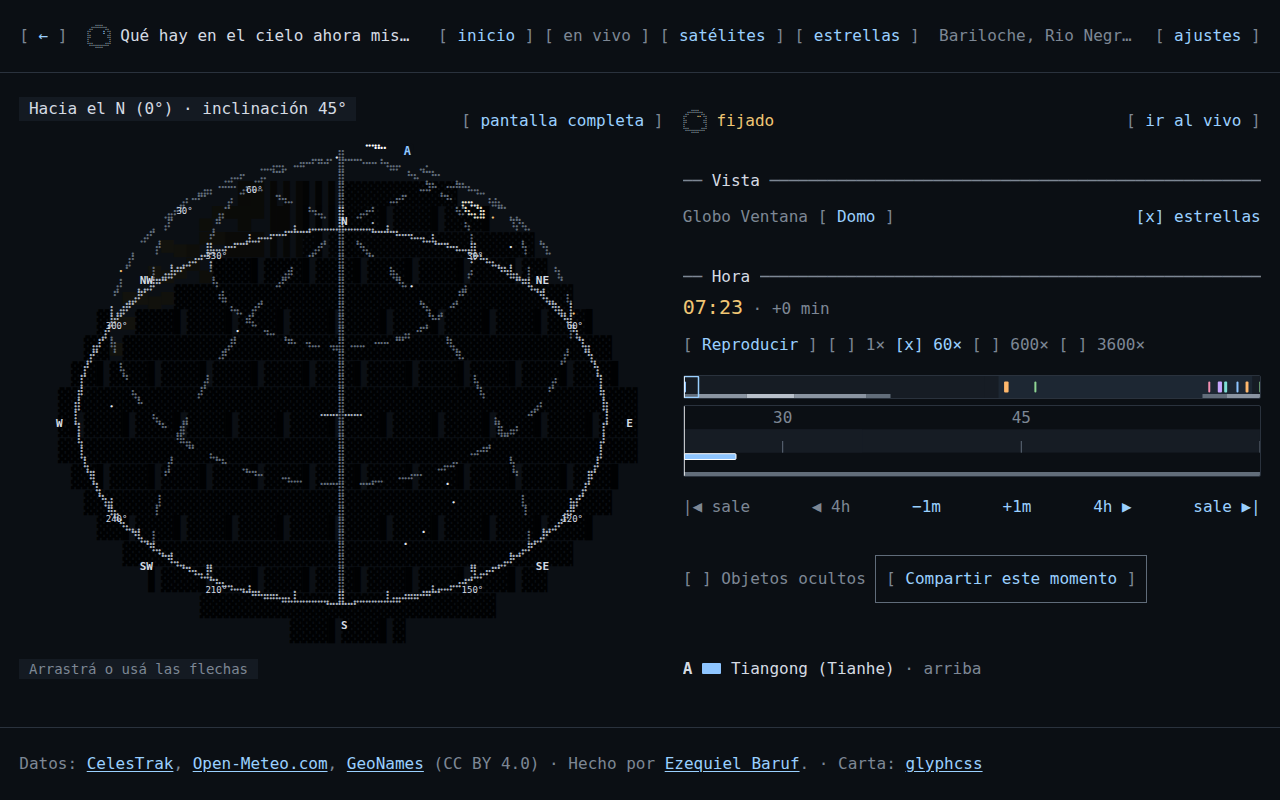 [ ← ] Qué hay en el cielo ahora mis… [ inicio ] [ en vivo ] [ satélites ] [ estrellas ] Bariloche, Rio Negr… [ ajustes ]
Hacia el N (0°) · inclinación 45°
[ pantalla completa ]
A
60°
30°
N
330°
30°
NW
NE
300°
60°
W
E
240°
120°
SW
SE
210°
150°
S
Arrastrá o usá las flechas
fijado [ ir al vivo ]
Vista
Globo Ventana [ Domo ] [x] estrellas
Hora
07:23 · +0 min
[ Reproducir ] [ ] 1× [x] 60× [ ] 600× [ ] 3600×
30 45
|◀ sale ◀ 4h −1m +1m 4h ▶ sale ▶|
[ ] Objetos ocultos [ Compartir este momento ]
A Tiangong (Tianhe) · arriba
Datos: CelesTrak, Open-Meteo.com, GeoNames (CC BY 4.0) · Hecho por Ezequiel Baruf. · Carta: glyphcss